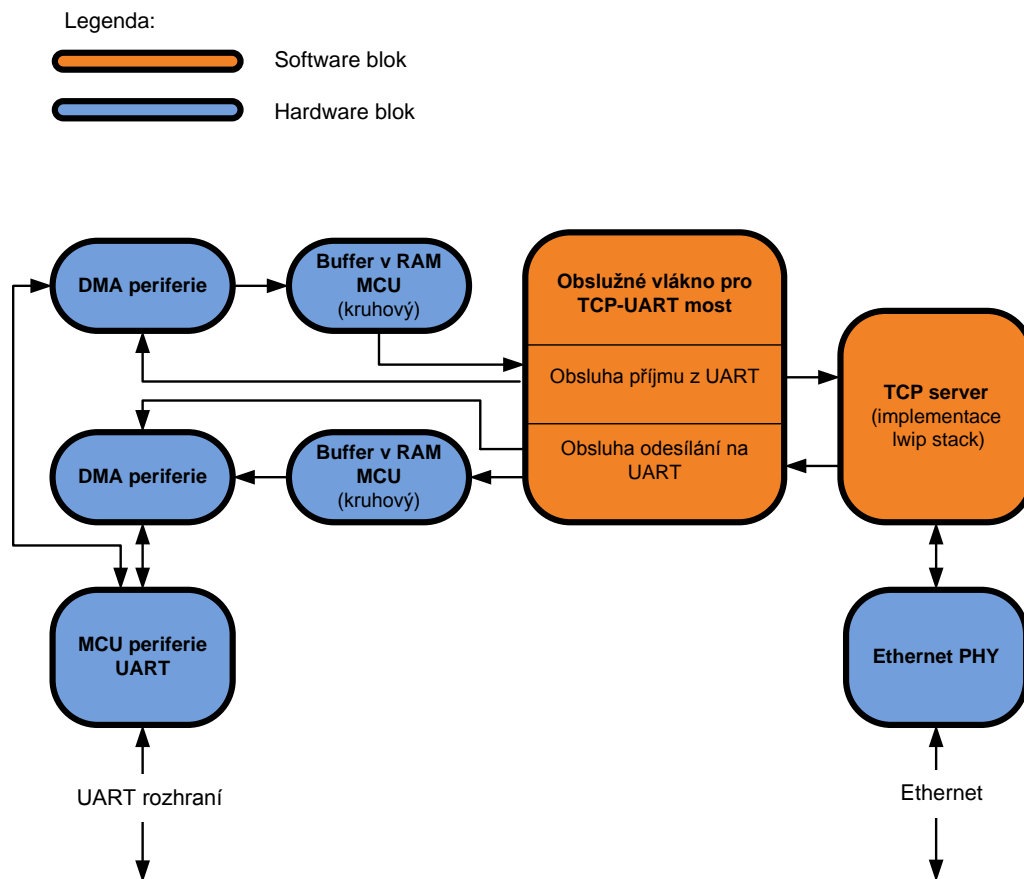 Legenda:
Software blok
Hardware blok
DMA periferie
Buffer v RAM
MCU
(kruhový)
Obslužné vlákno pro
TCP-UART most
Obsluha příjmu z UART
Obsluha odesílání na
UART
TCP server
(implementace
lwip stack)
DMA periferie
Buffer v RAM
MCU
(kruhový)
MCU periferie
UART
Ethernet PHY
UART rozhraní
Ethernet